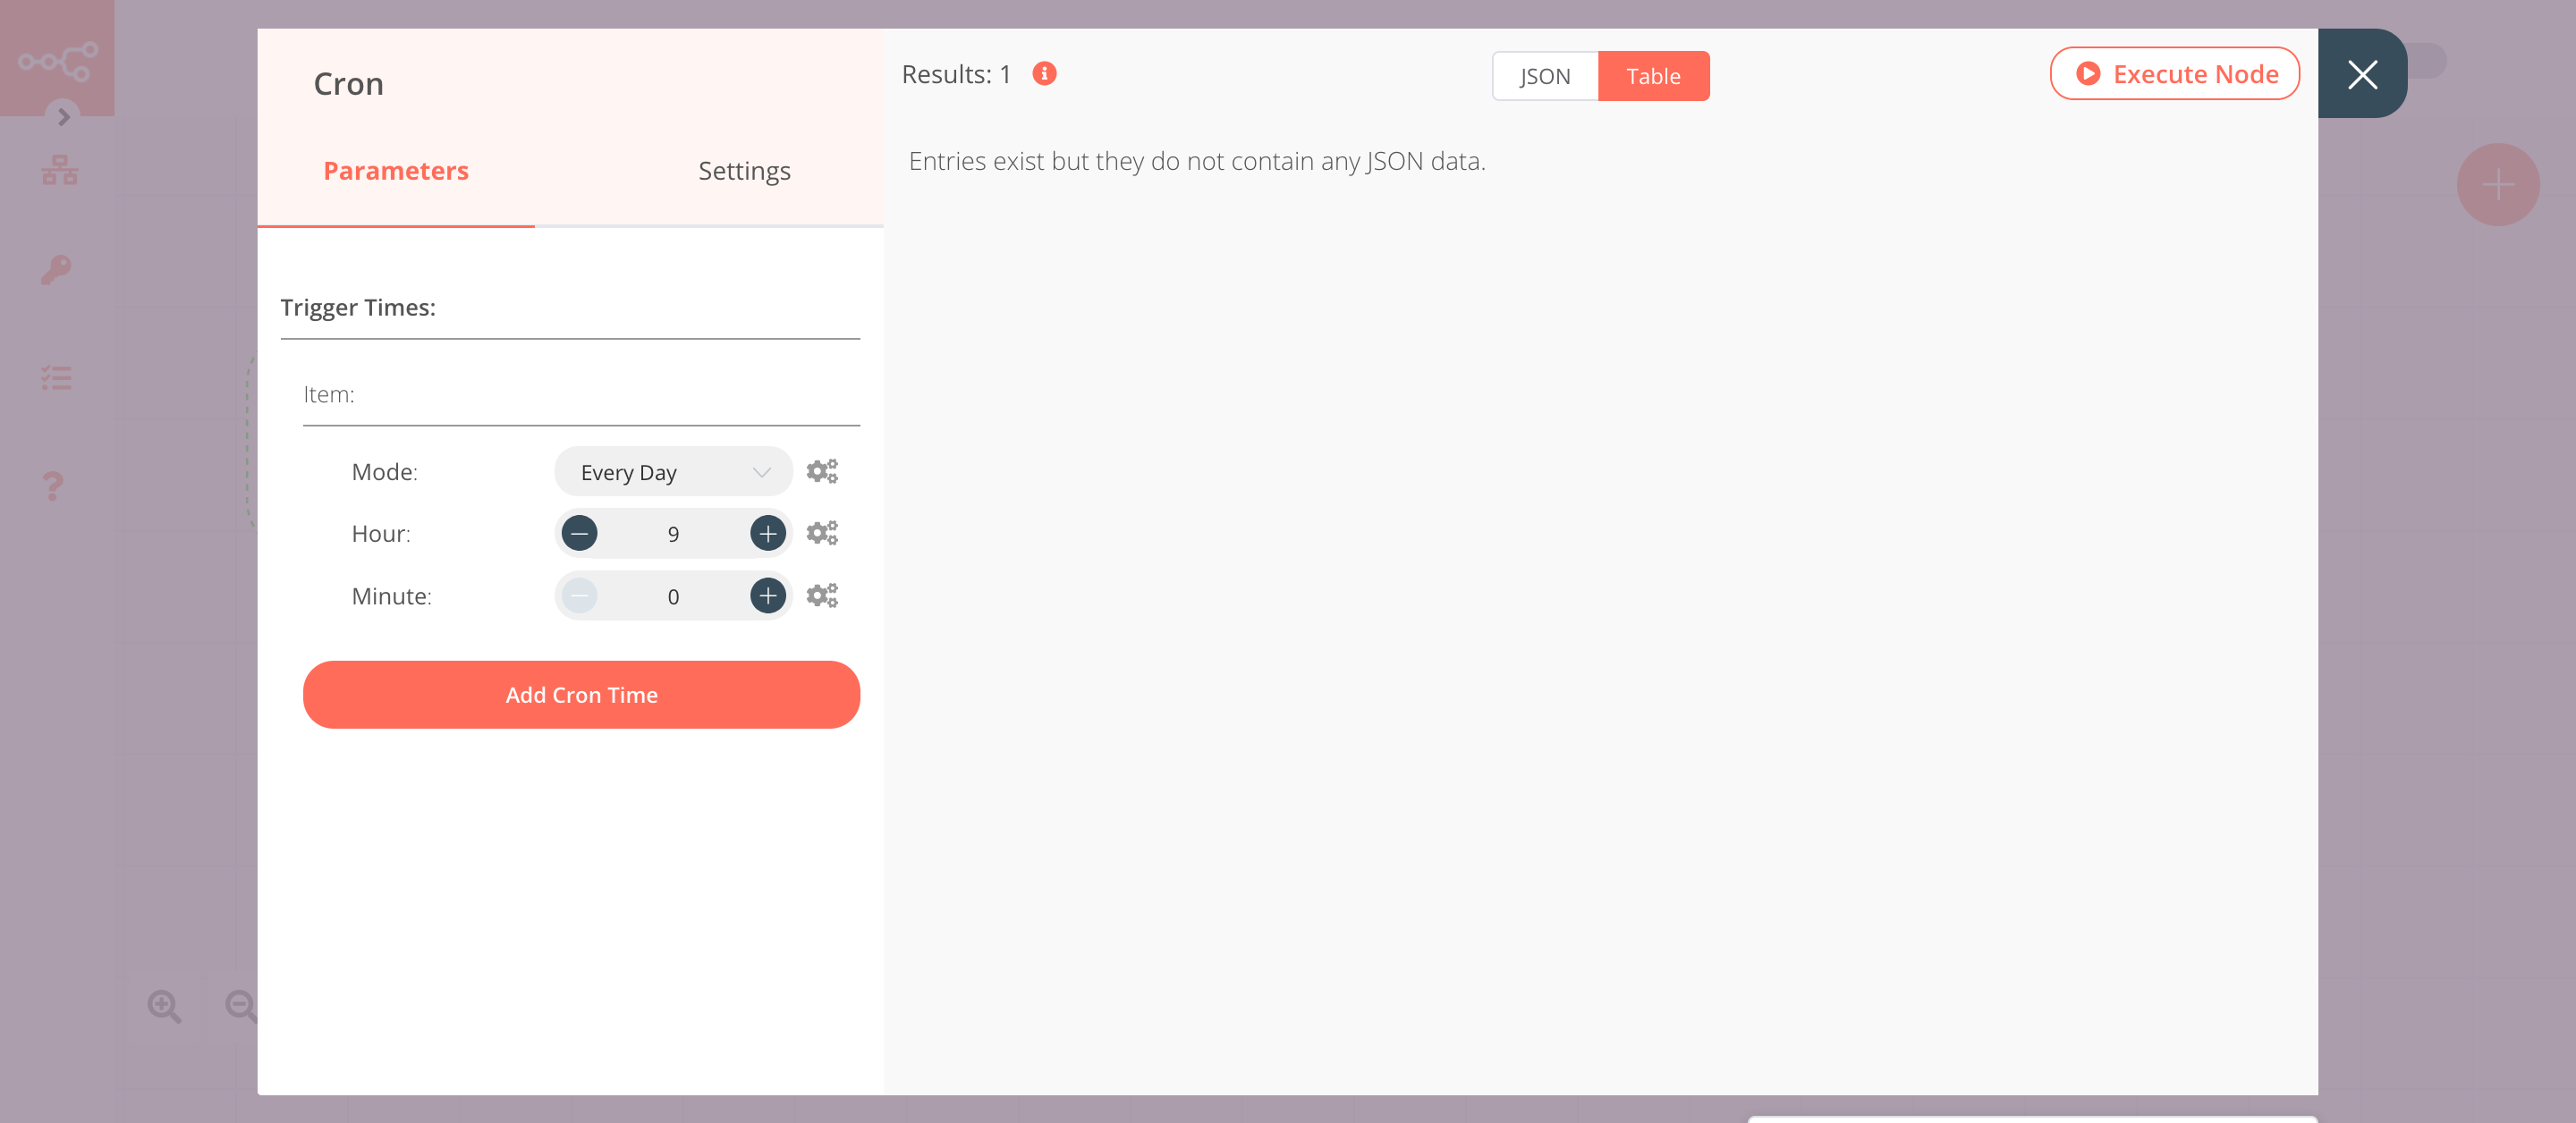 Cron
Parameters
Settings
Trigger Times:
Item:
Mode:
Every Day
Hour:
9
Minute:
0
Add Cron Time
Results: 1
JSON
Table
Execute Node
Entries exist but they do not contain any JSON data.